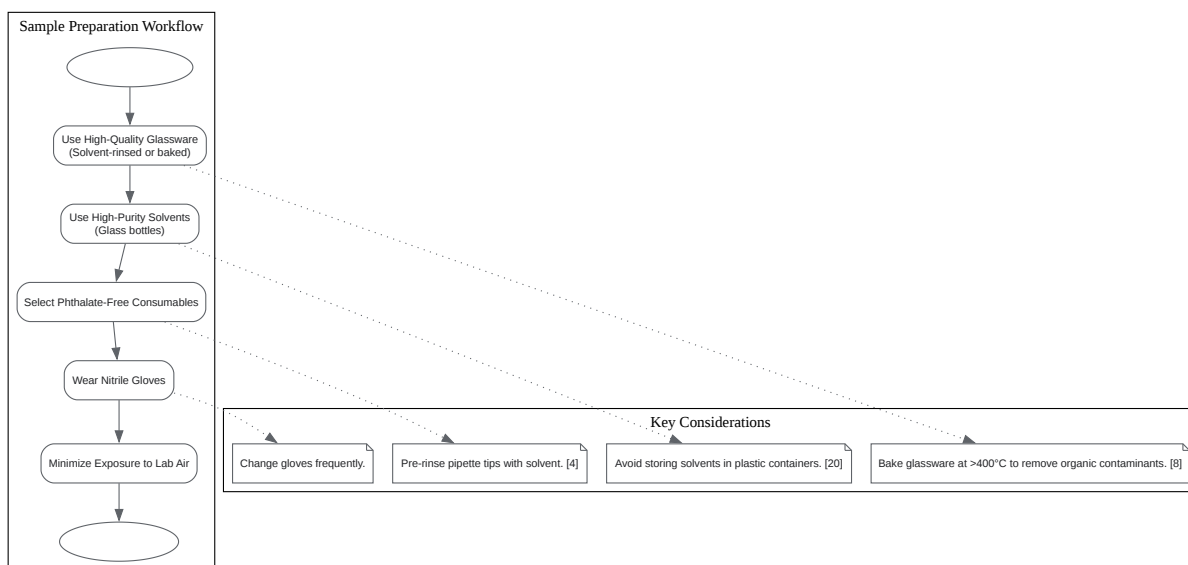 Sample Preparation Workflow
Use High-Quality Glassware
(Solvent-rinsed or baked)
Use High-Purity Solvents
(Glass bottles)
Select Phthalate-Free Consumables
Wear Nitrile Gloves
Minimize Exposure to Lab Air
Key Considerations
Change gloves frequently.
Pre-rinse pipette tips with solvent. [4]
Avoid storing solvents in plastic containers. [20]
Bake glassware at >400°C to remove organic contaminants. [8]